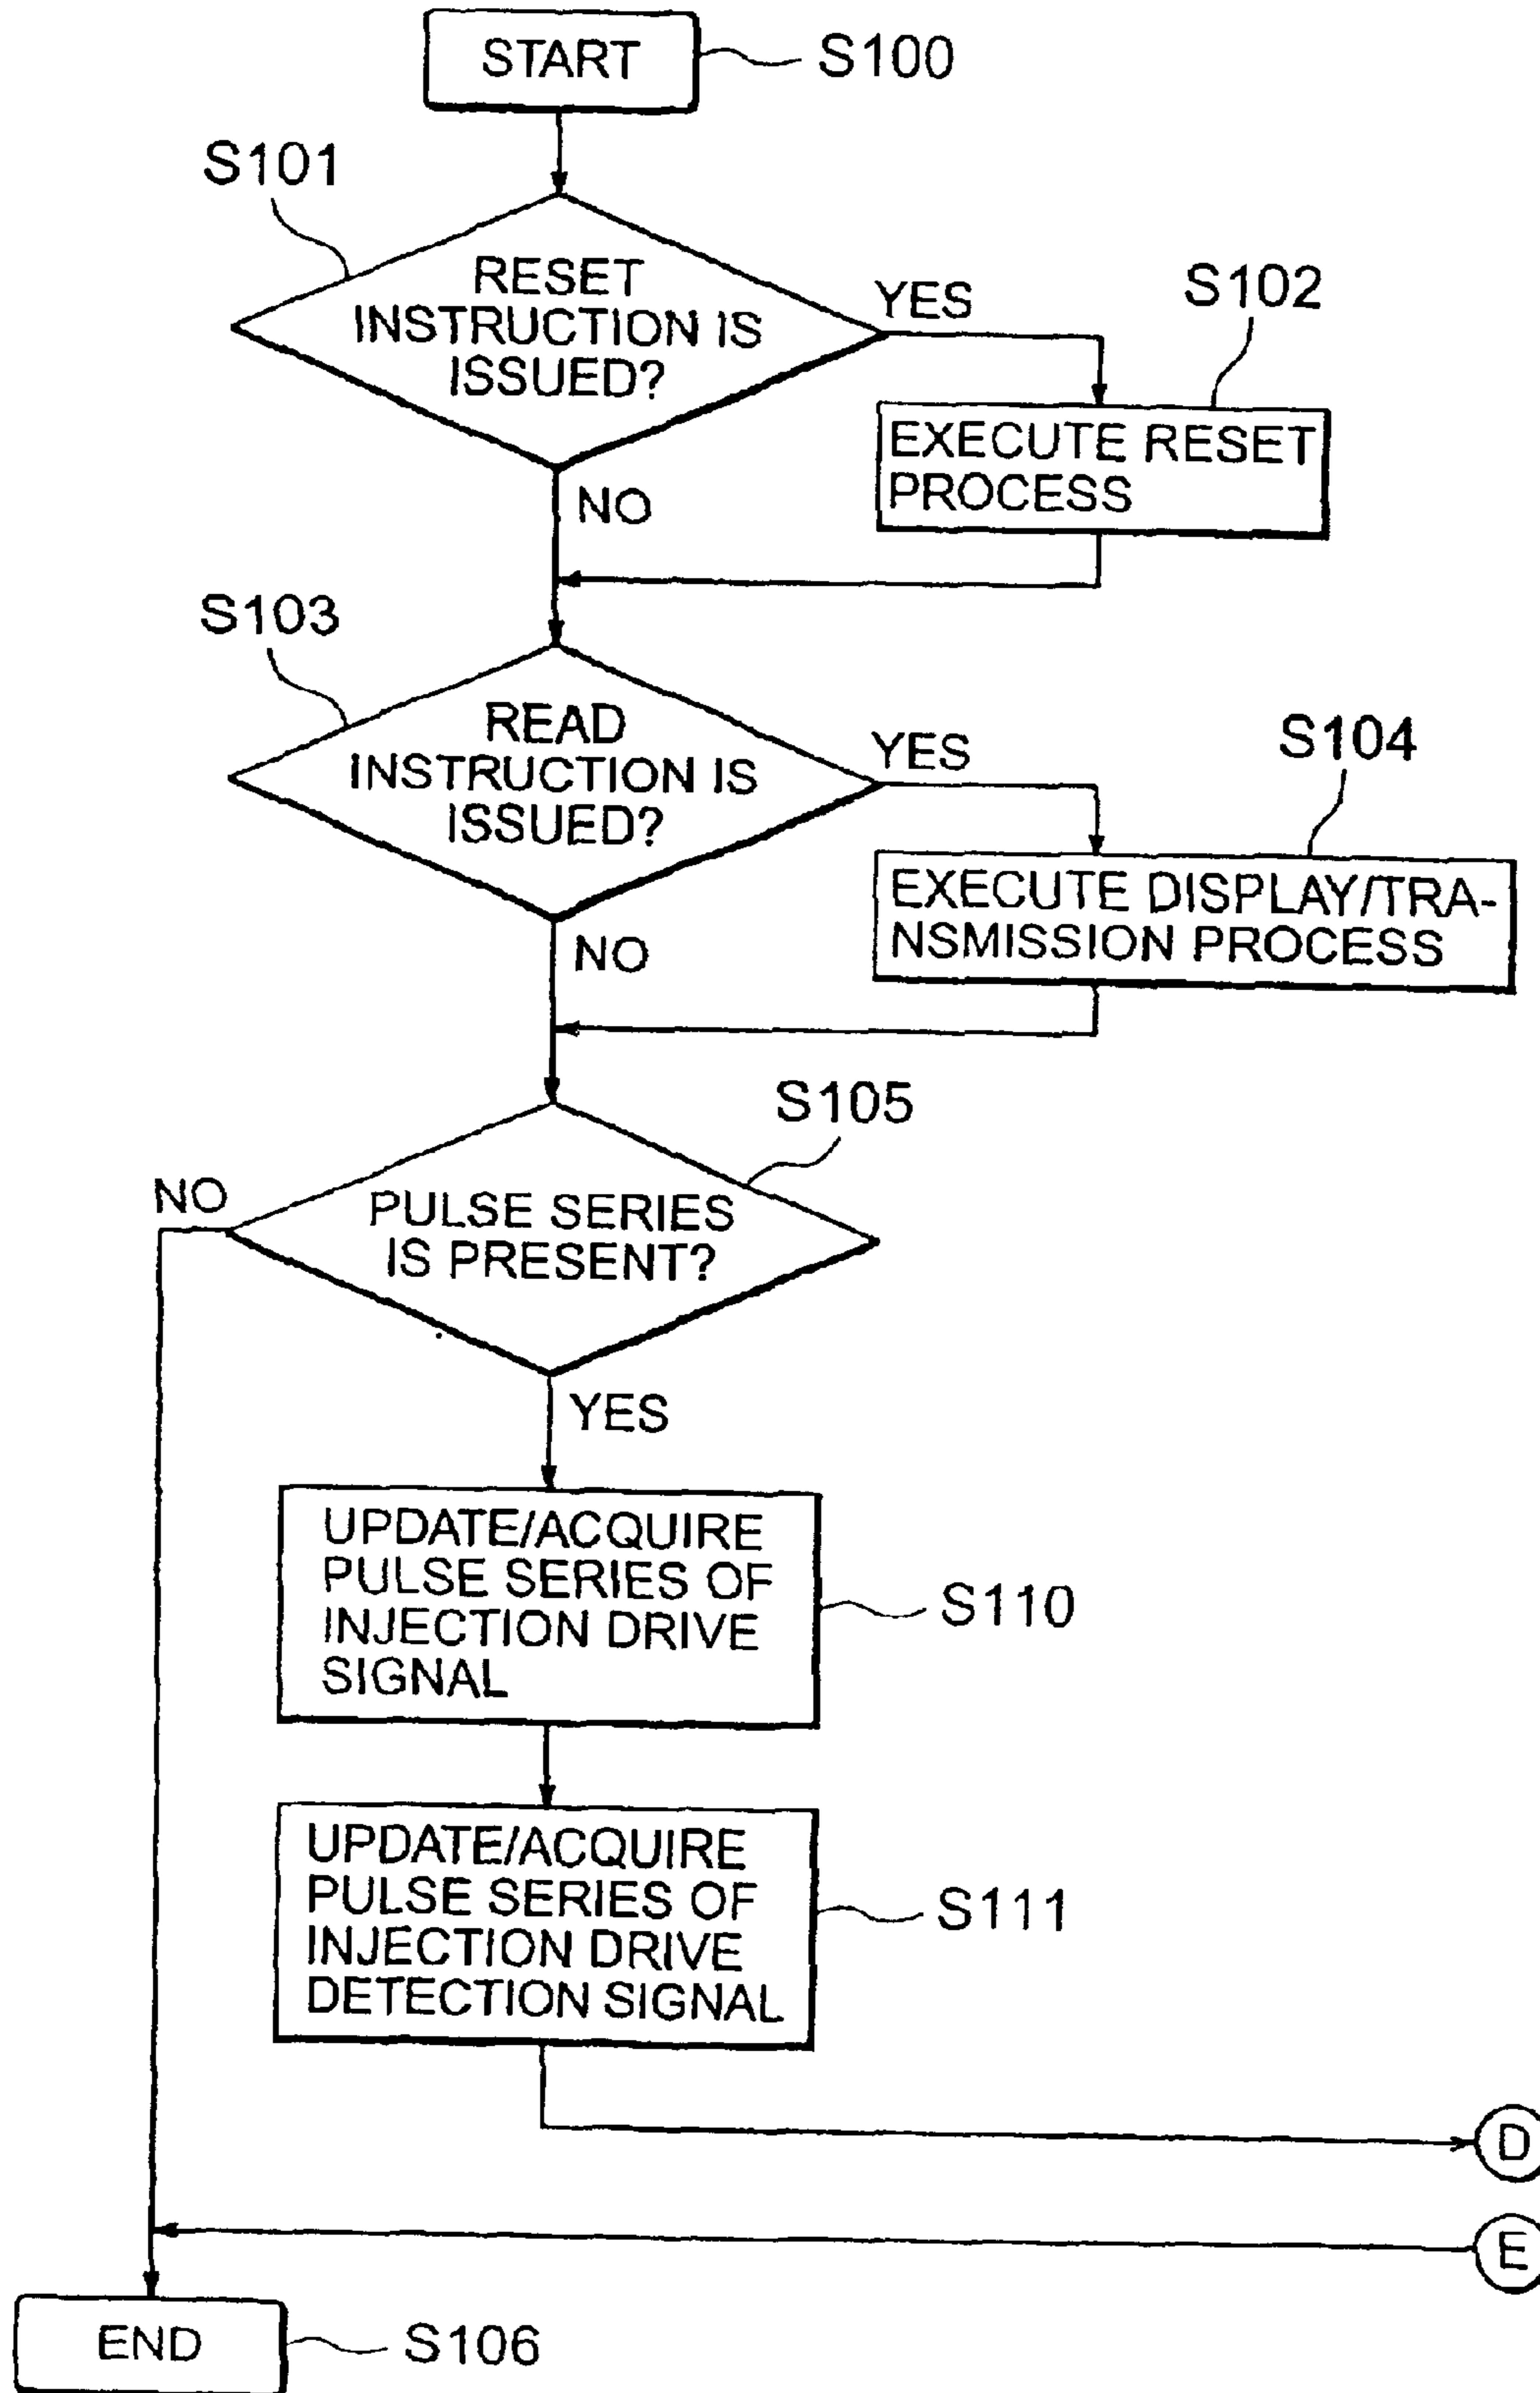 START
S100
S101
RESET
INSTRUCTION IS
ISSUED?
YES
S102
EXECUTE RESET
PROCESS
NO
S103
READ
INSTRUCTION IS
ISSUED?
YES
S104
EXECUTE DISPLAY/TRA-
NSMISSION PROCESS
NO
S105
NO
PULSE SERIES
IS PRESENT?
YES
UPDATE/ACQUIRE
PULSE SERIES OF
INJECTION DRIVE
SIGNAL
S110
UPDATE/ACQUIRE
PULSE SERIES OF
INJECTION DRIVE
DETECTION SIGNAL
S111
D
E
END
S106